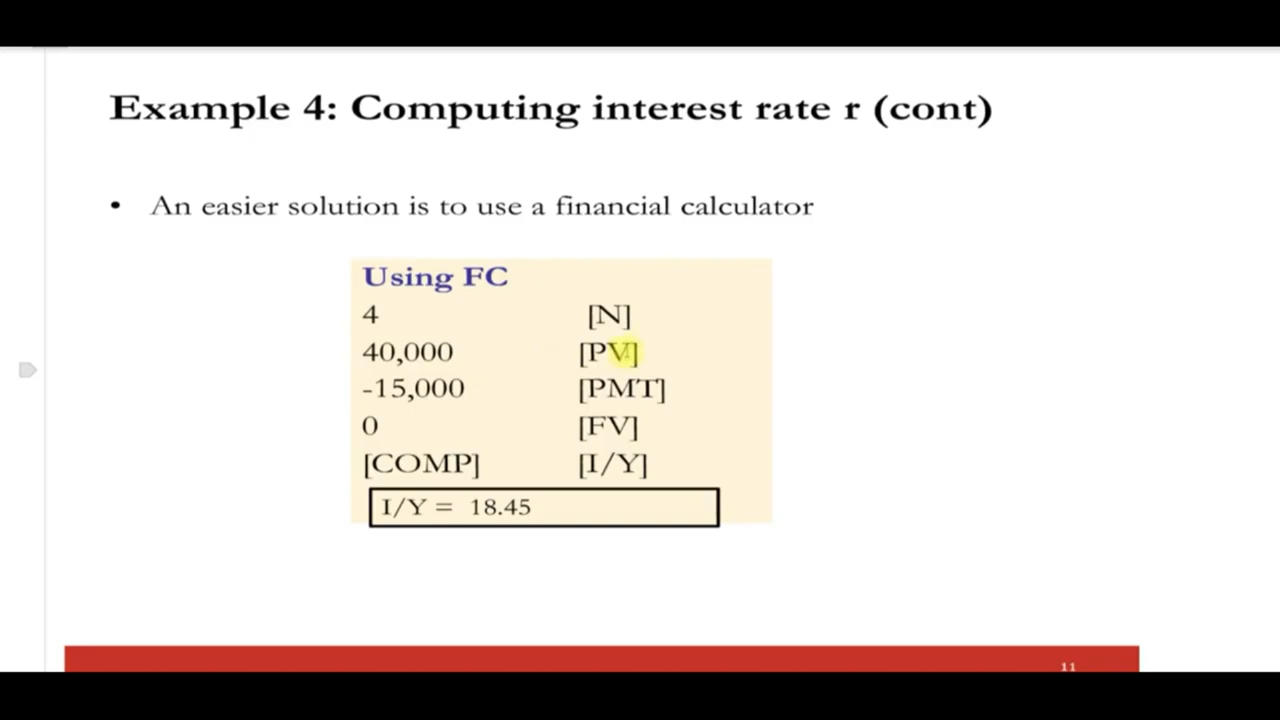 Example 4: Computing interest rate r (cont)
• An easier solution is to use a financial calculator
Using FC
4 [N]
40,000 [PV]
-15,000 [PMT]
0 [FV]
[COMP] [I/Y]
I/Y = 18.45
11